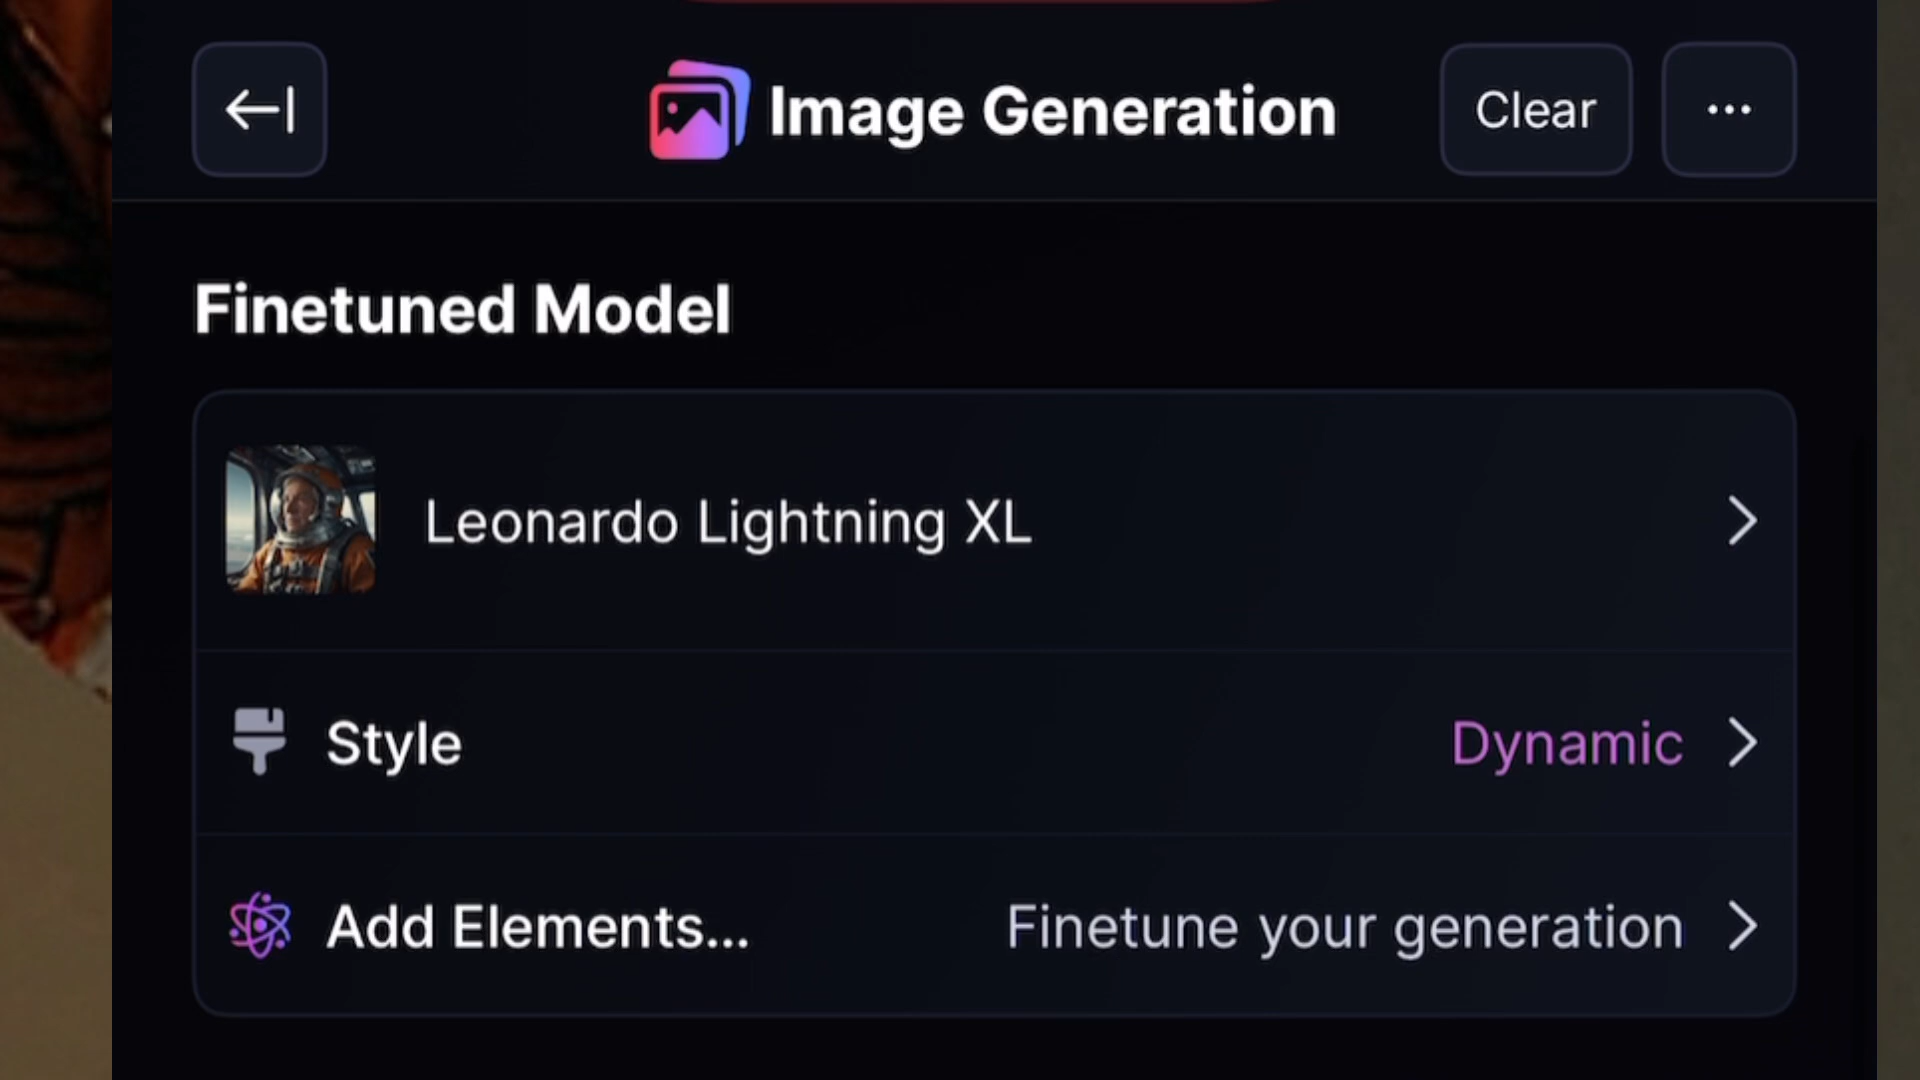 Image Generation
Clear
Finetuned Model
Leonardo Lightning XL
Style
Dynamic
Add Elements...
Finetune your generation